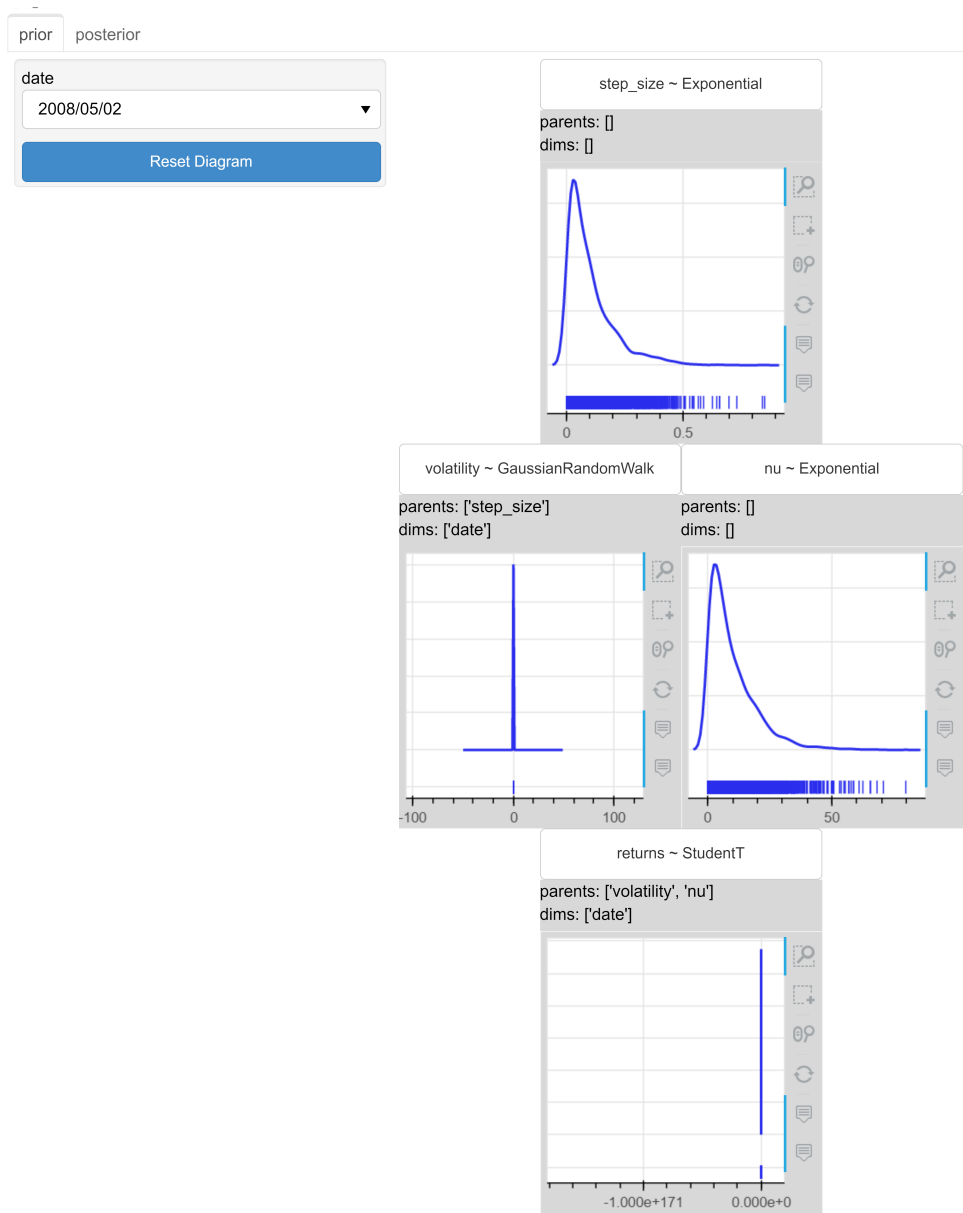 prior posterior
date
2008/05/02
Reset Diagram
step_size ~ Exponential
parents: []
dims: []
0 0.5
volatility ~ GaussianRandomWalk
parents: ['step_size']
dims: ['date']
-100 0 100
nu ~ Exponential
parents: []
dims: []
0 50
returns ~ StudentT
parents: ['volatility', 'nu']
dims: ['date']
-1.000e+171 0.000e+0